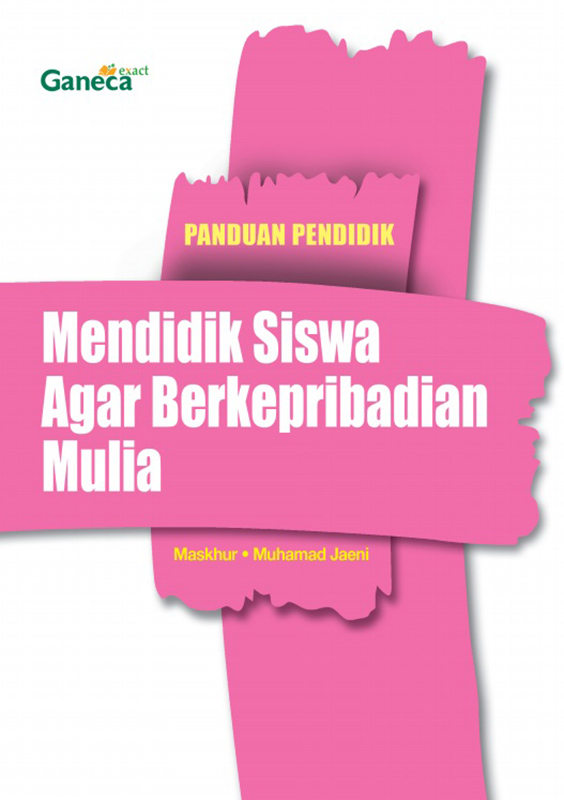 Ganeca exact
PANDUAN PENDIDIK
Mendidik Siswa
Agar Berkepribadian
Mulia
Maskhur • Muhamad Jaeni